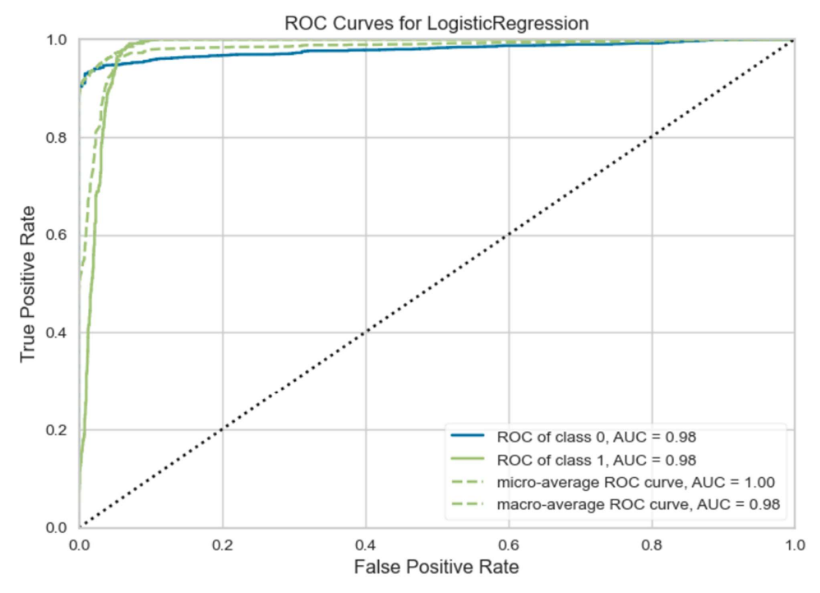 ROC Curves for LogisticRegression
1.0
0.8
0.6
0.4
0.2
0.0
True Positive Rate
ROC of class 0, AUC = 0.98
ROC of class 1, AUC = 0.98
micro-average ROC curve, AUC = 1.00
macro-average ROC curve, AUC = 0.98
0.0 0.2 0.4 0.6 0.8 1.0
False Positive Rate